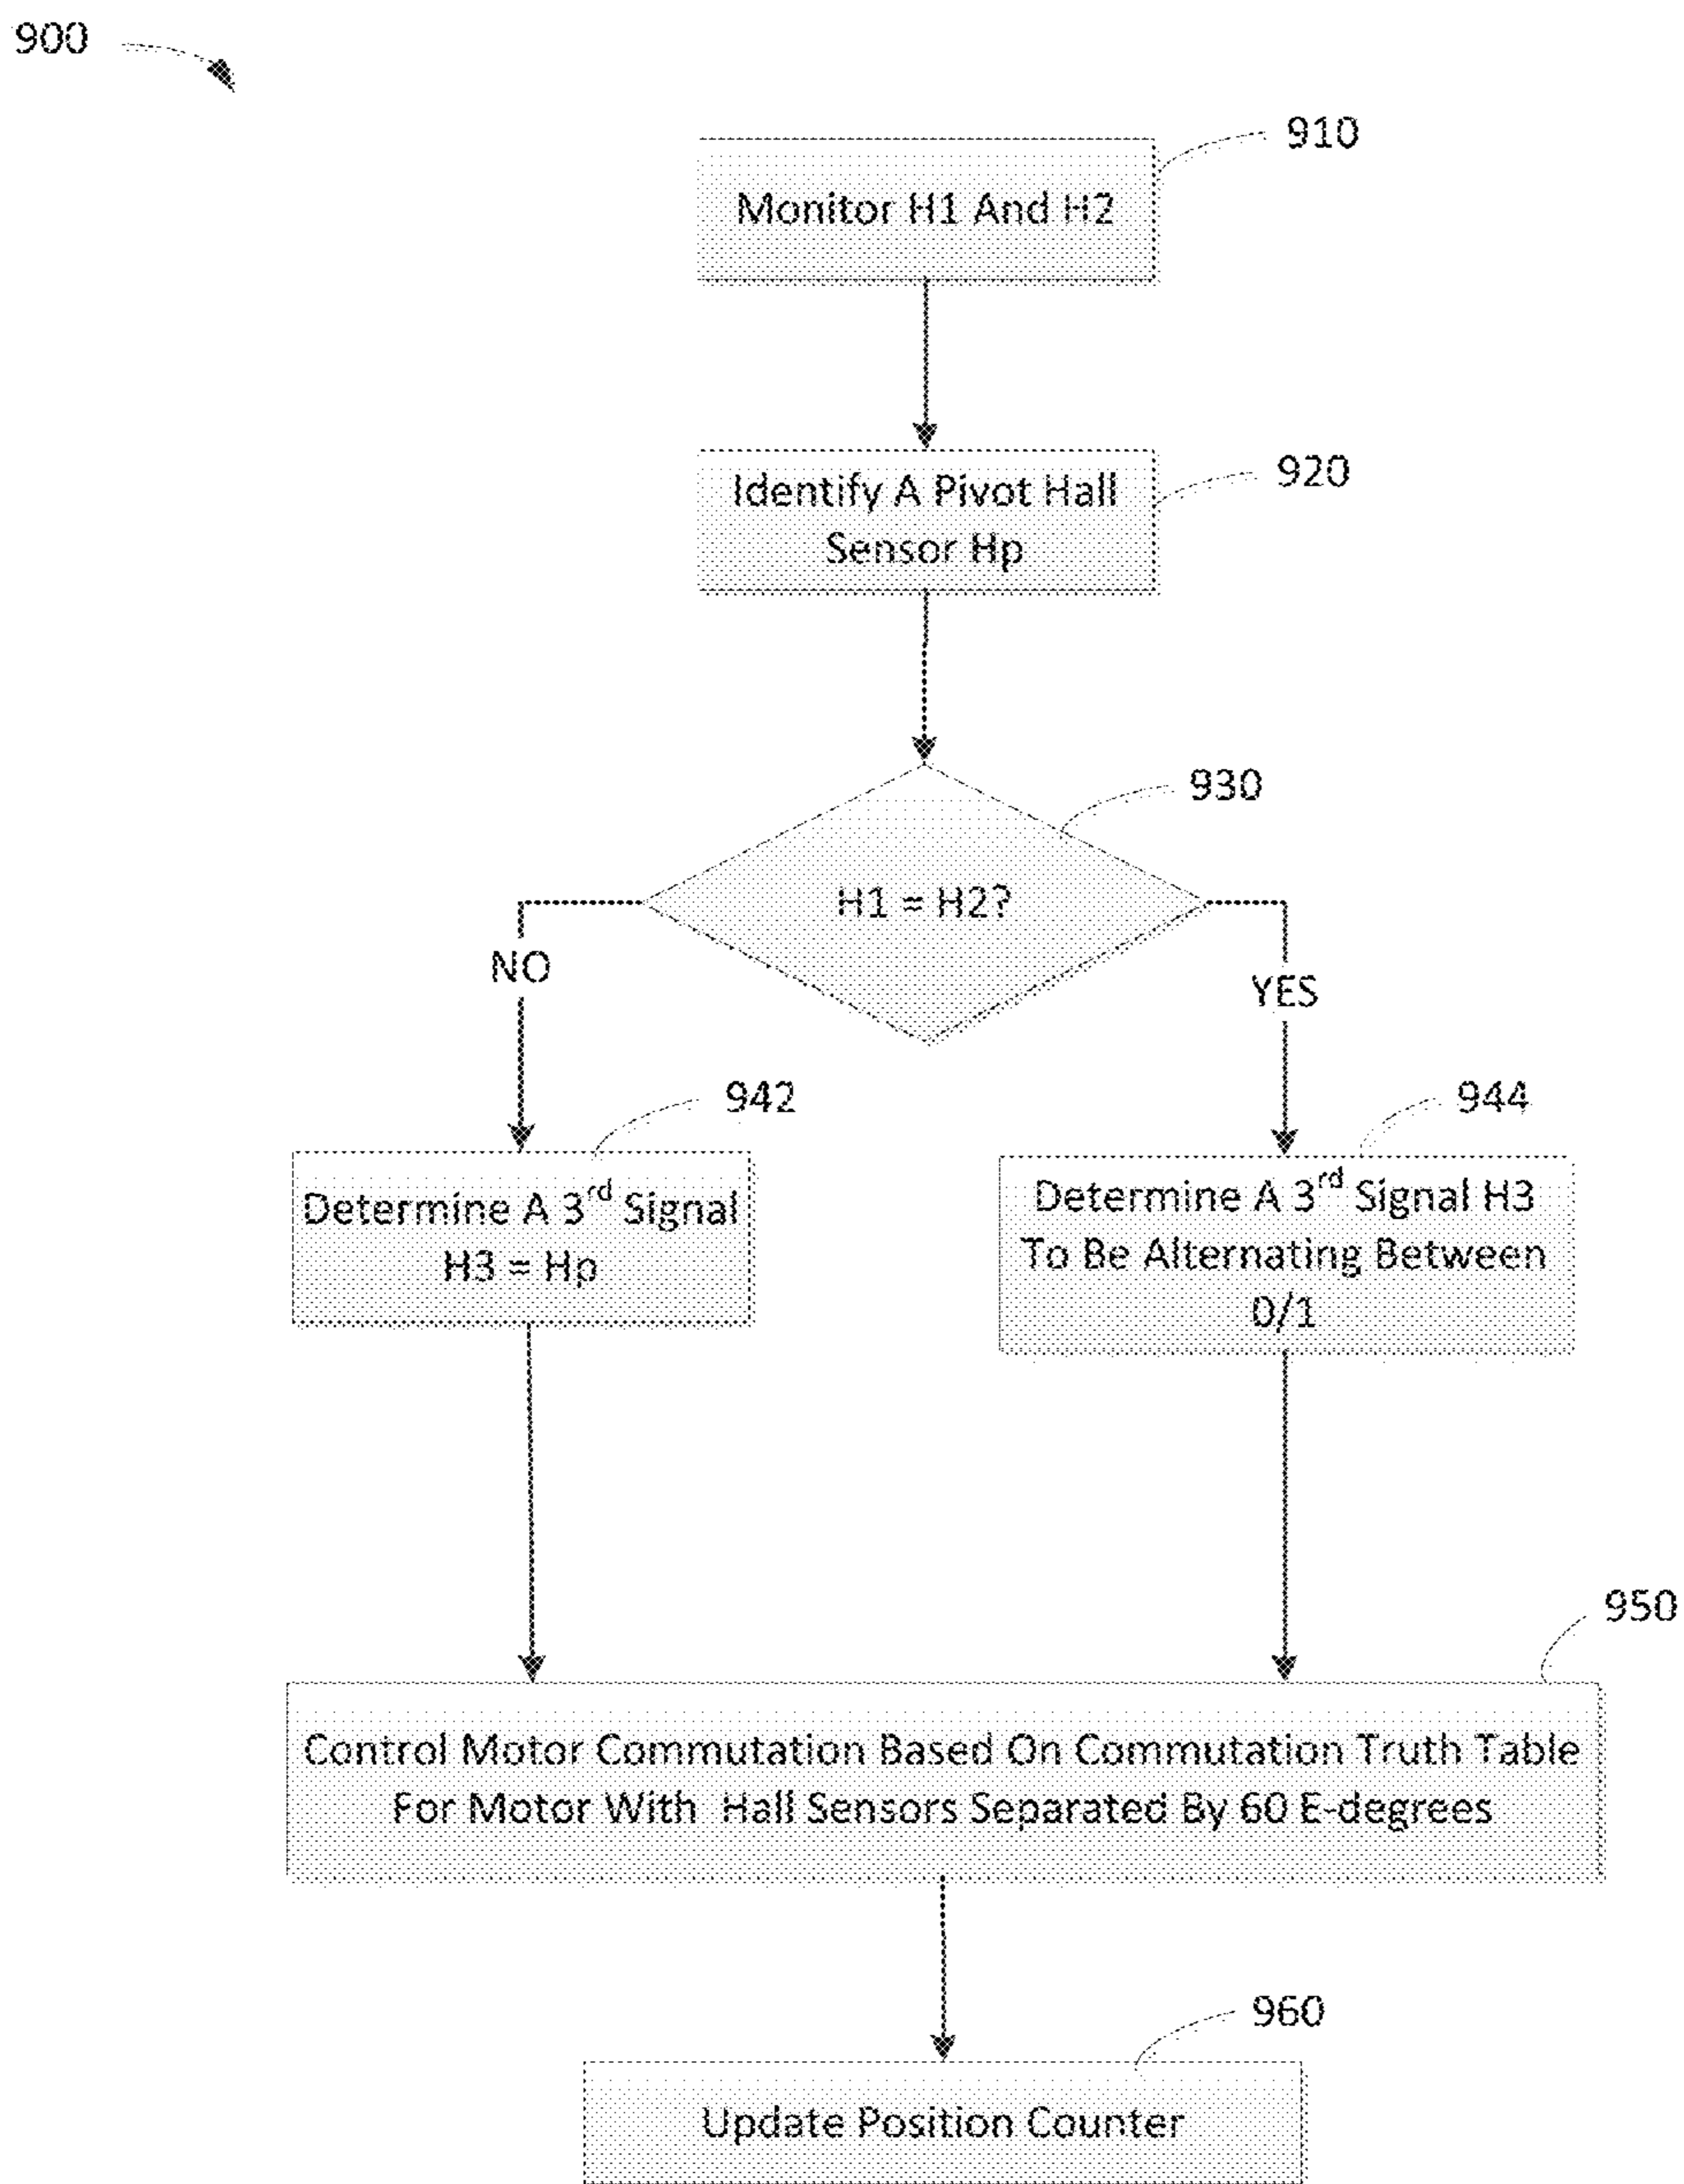 900
910
Monitor H1 And H2
920
Identify A Pivot Hall
Sensor Hp
930
H1 = H2?
NO
YES
942
944
Determine A 3rd Signal
H3 = Hp
Determine A 3rd Signal H3
To Be Alternating Between
0/1
950
Control Motor Commutation Based On Commutation Truth Table
For Motor With Hall Sensors Separated By 60 E-degrees
960
Update Position Counter